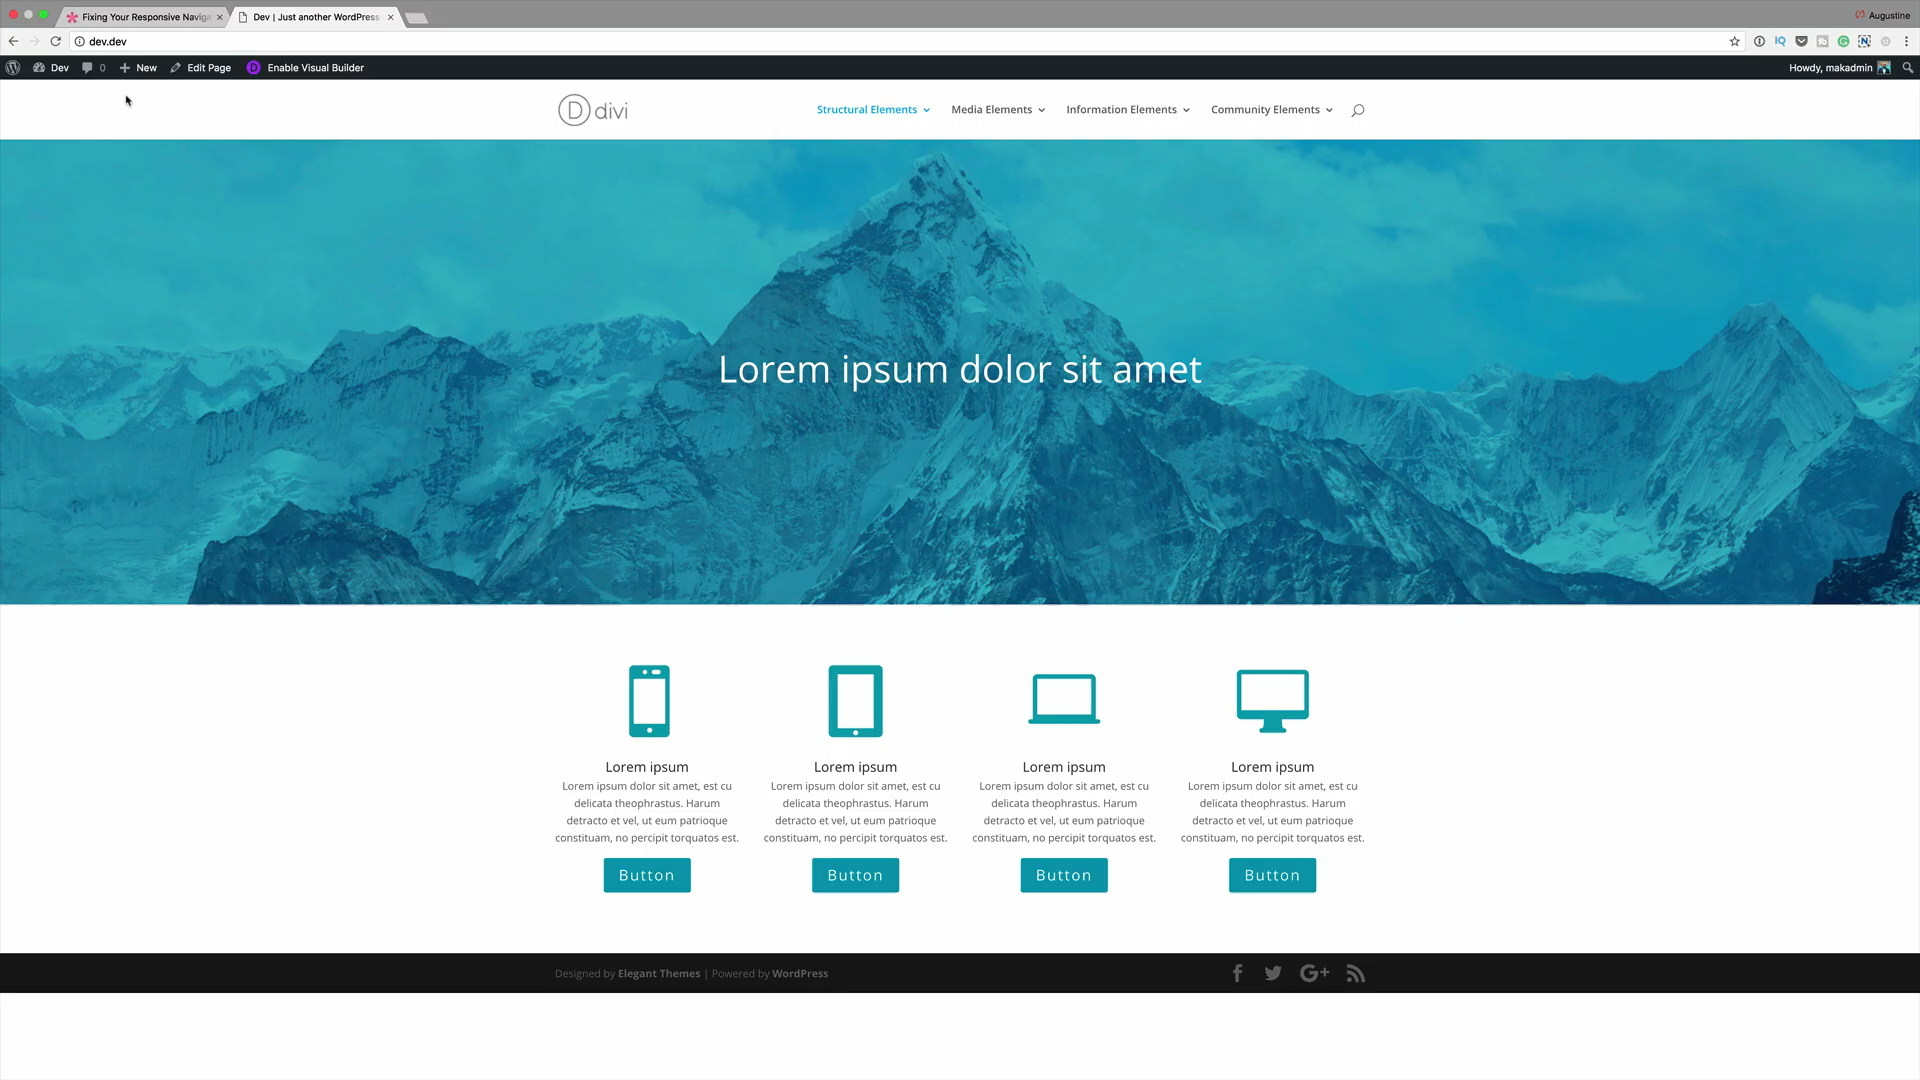 Fixing Your Responsive Naviga
Dev | Just another WordPress
Augustine
dev.dev
Dev
0
New
Edit Page
Enable Visual Builder
Howdy, makadmin
D divi
Structural Elements
Media Elements
Information Elements
Community Elements
Lorem ipsum dolor sit amet
Lorem ipsum
Lorem ipsum dolor sit amet, est cu
delicata theophrastus. Harum
detracto et vel, ut eum patrioque
constituam, no percipit torquatos est.
Button
Lorem ipsum
Lorem ipsum dolor sit amet, est cu
delicata theophrastus. Harum
detracto et vel, ut eum patrioque
constituam, no percipit torquatos est.
Button
Lorem ipsum
Lorem ipsum dolor sit amet, est cu
delicata theophrastus. Harum
detracto et vel, ut eum patrioque
constituam, no percipit torquatos est.
Button
Lorem ipsum
Lorem ipsum dolor sit amet, est cu
delicata theophrastus. Harum
detracto et vel, ut eum patrioque
constituam, no percipit torquatos est.
Button
Designed by Elegant Themes | Powered by WordPress